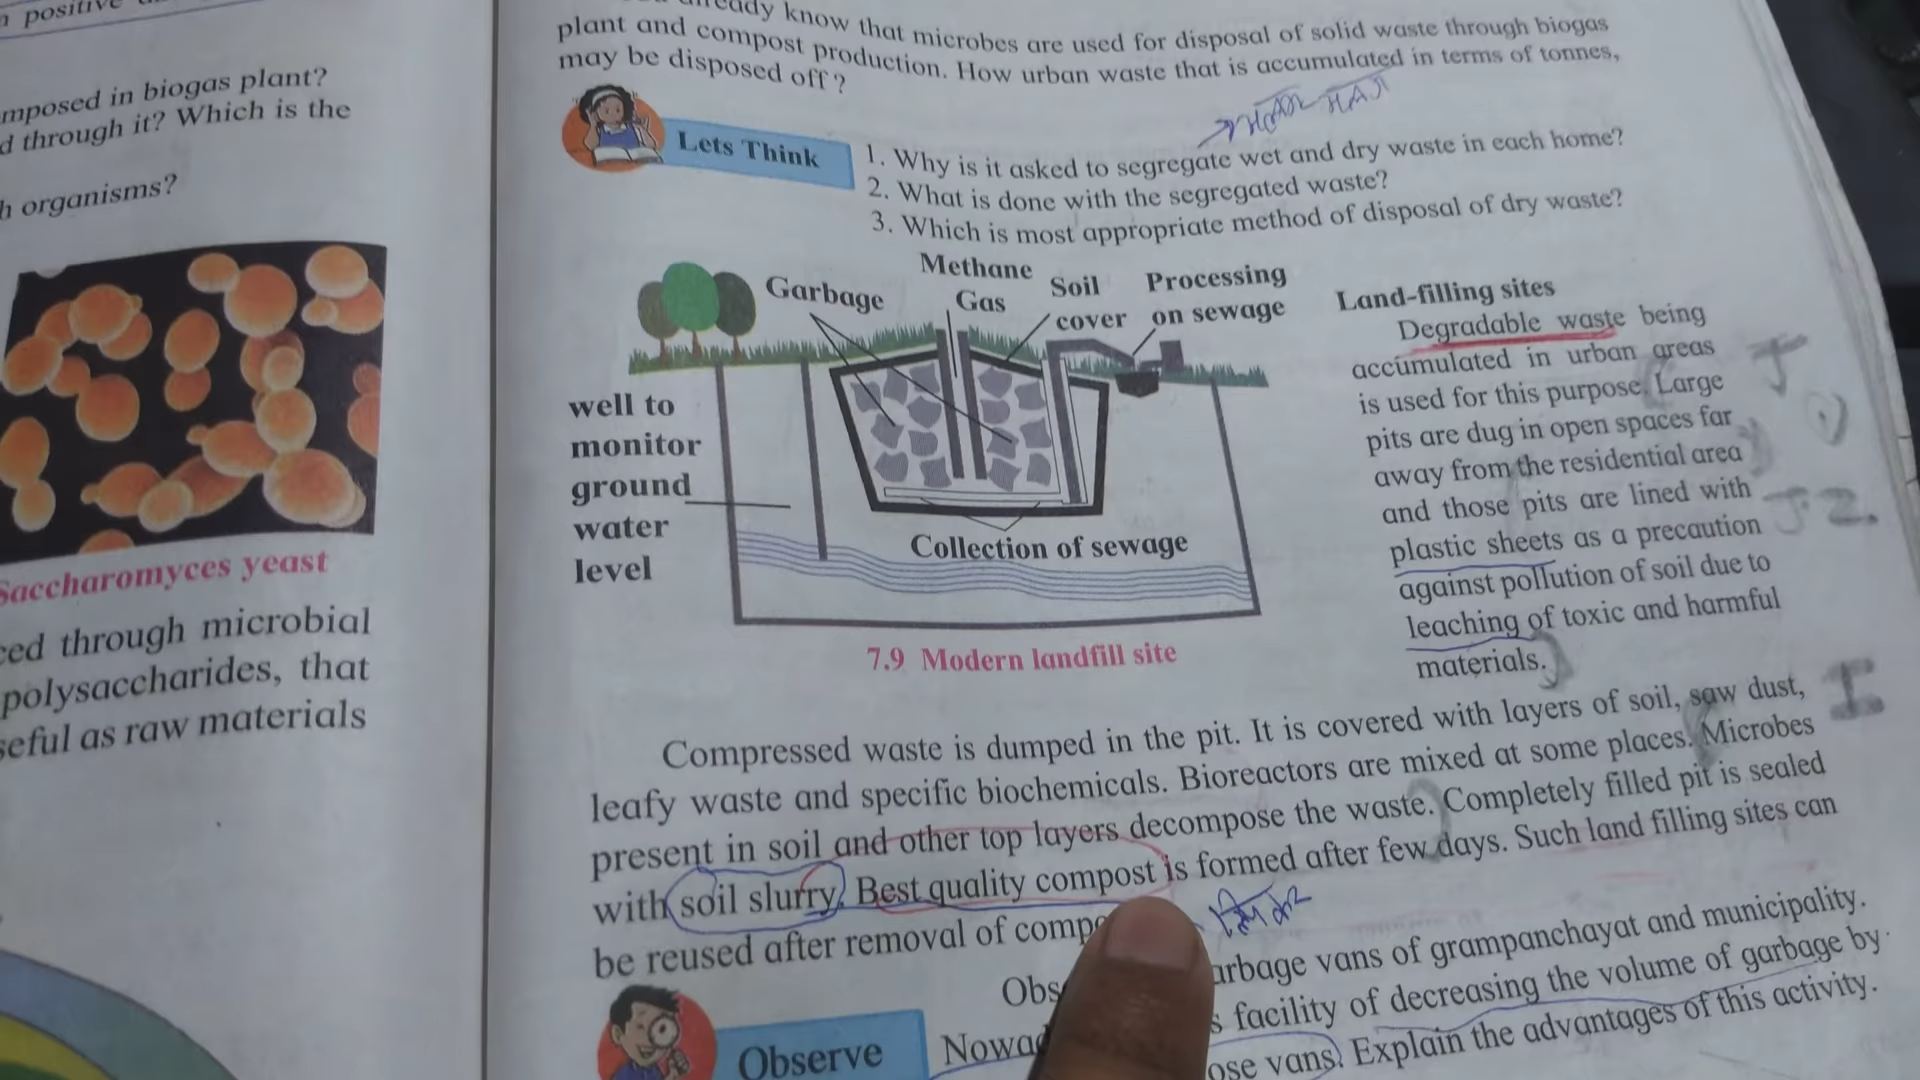 positive
mposed in biogas plant?
d through it? Which is the
h organisms?
Saccharomyces yeast
ced through microbial
polysaccharides, that
seful as raw materials
already know that microbes are used for disposal of solid waste through biogas
plant and compost production. How urban waste that is accumulated in terms of tonnes,
may be disposed off ?
Lets Think
1. Why is it asked to segregate wet and dry waste in each home?
2. What is done with the segregated waste?
3. Which is most appropriate method of disposal of dry waste?
Garbage
Methane
Gas
Soil
cover
Processing
on sewage
well to
monitor
ground
water
level
Collection of sewage
7.9 Modern landfill site
Land-filling sites
Degradable waste being
accumulated in urban areas
is used for this purpose. Large
pits are dug in open spaces far
away from the residential area
and those pits are lined with
plastic sheets as a precaution
against pollution of soil due to
leaching of toxic and harmful
materials.
Compressed waste is dumped in the pit. It is covered with layers of soil, saw dust,
leafy waste and specific biochemicals. Bioreactors are mixed at some places. Microbes
present in soil and other top layers decompose the waste. Completely filled pit is sealed
with soil slurry. Best quality compost is formed after few days. Such land filling sites can
be reused after removal of comp
Obs arbage vans of grampanchayat and municipality.
Nowad s facility of decreasing the volume of garbage by
ose vans. Explain the advantages of this activity.
Observe